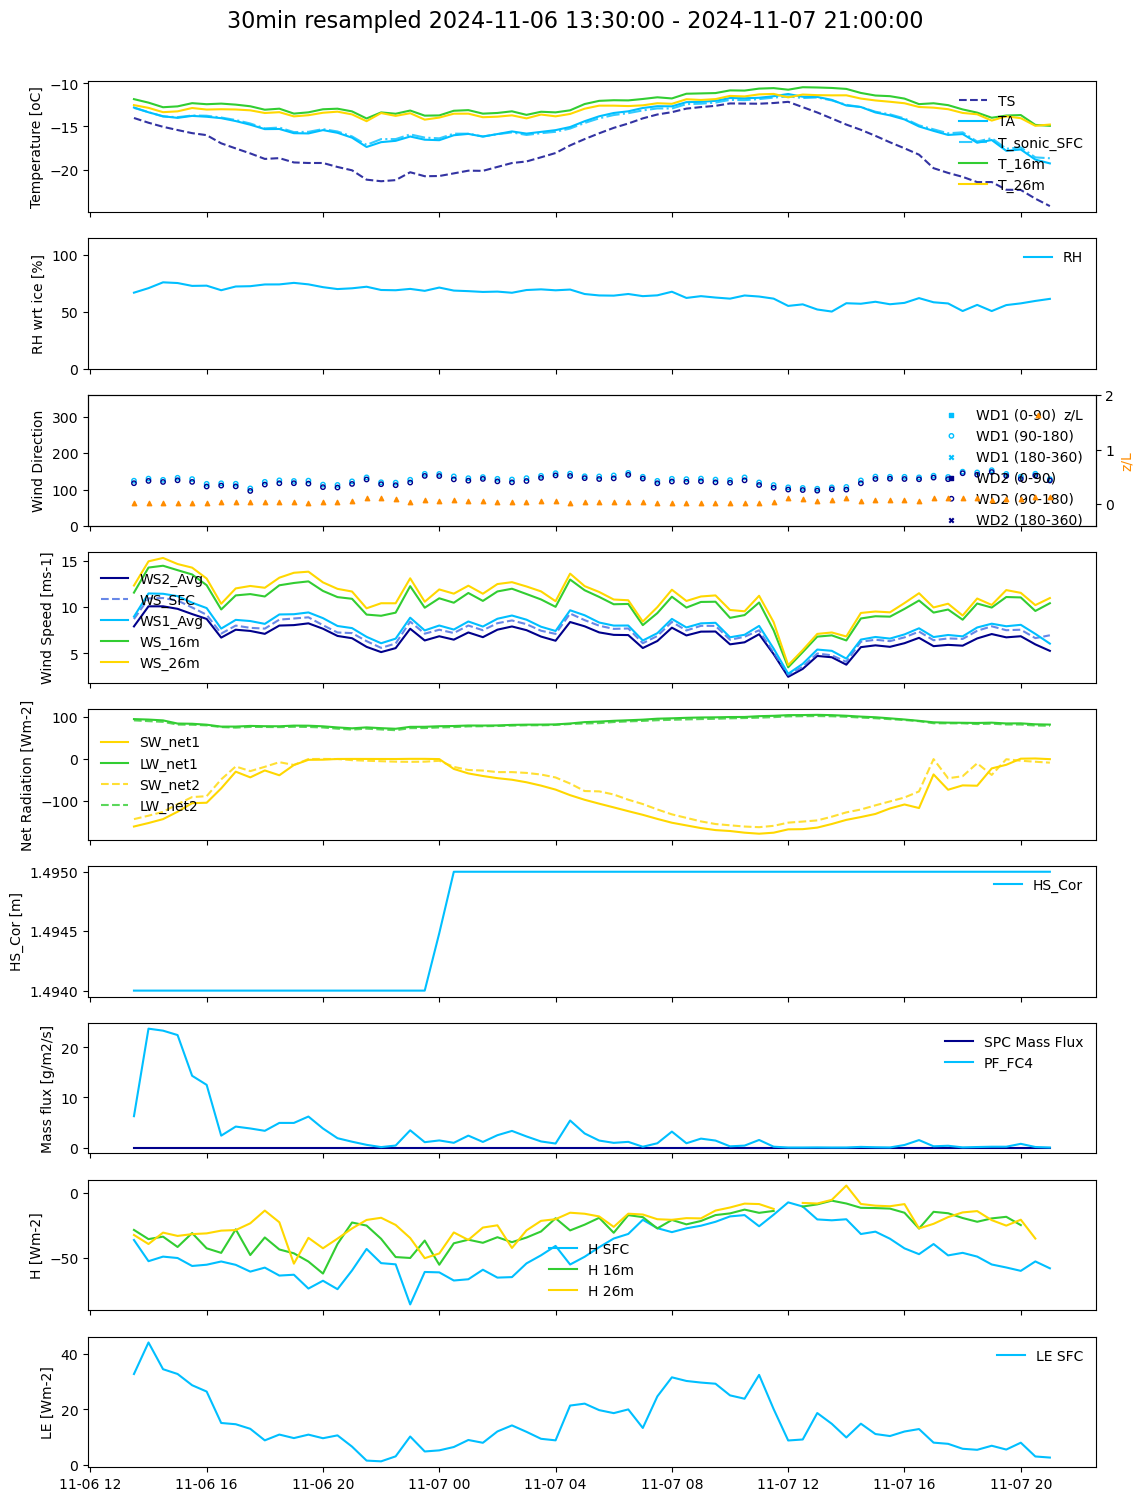 30min resampled 2024-11-06 13:30:00 - 2024-11-07 21:00:00
Temperature [oC]
−10
−15
−20
TS
TA
T_sonic_SFC
T_16m
T_26m
RH wrt ice [%]
100
50
0
RH
Wind Direction
300
200
100
0
WD1 (0-90)
WD1 (90-180)
WD1 (180-360)
WD2 (0-90)
WD2 (90-180)
WD2 (180-360)
z/L
2
1
0
z/L
Wind Speed [ms-1]
15
10
5
WS2_Avg
WS_SFC
WS1_Avg
WS_16m
WS_26m
Net Radiation [Wm-2]
100
0
−100
SW_net1
LW_net1
SW_net2
LW_net2
HS_Cor [m]
1.4950
1.4945
1.4940
HS_Cor
Mass flux [g/m2/s]
20
10
0
SPC Mass Flux
PF_FC4
H [Wm-2]
0
−50
H SFC
H 16m
H 26m
LE [Wm-2]
40
20
0
LE SFC
11-06 12
11-06 16
11-06 20
11-07 00
11-07 04
11-07 08
11-07 12
11-07 16
11-07 20